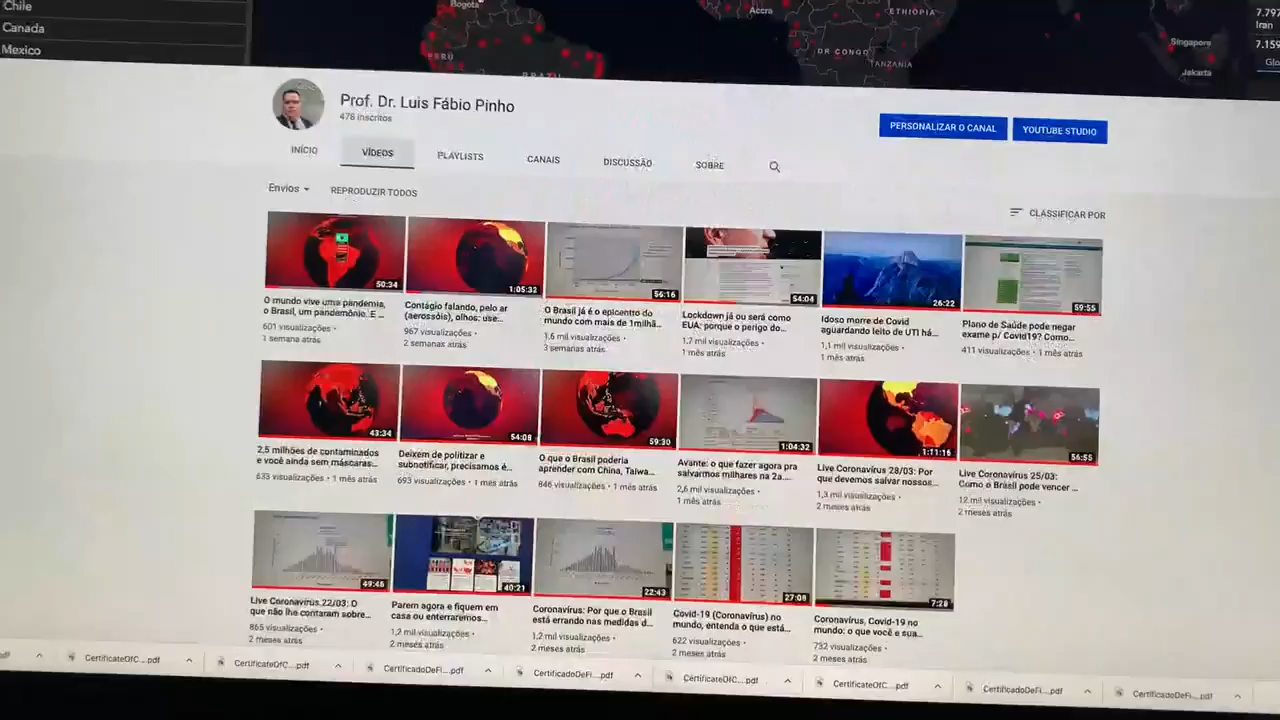 Chile
Canada
Mexico
Bogota
PERU
BRAZIL
Accra
ETHIOPIA
DR CONGO
TANZANIA
Singapore
Jakarta
7.797
Iran
7.159
Glo
Prof. Dr. Luis Fábio Pinho
478 inscritos
PERSONALIZAR O CANAL
YOUTUBE STUDIO
INÍCIO
VÍDEOS
PLAYLISTS
CANAIS
DISCUSSÃO
SOBRE
Envios
REPRODUZIR TODOS
CLASSIFICAR POR
50:34
1:05:32
56:16
54:04
26:22
59:55
O mundo vive uma pandemia,
o Brasil, um pandemônio. E ...
601 visualizações •
1 semana atrás
Contágio falando, pelo ar
(aerossóis), olhos: use...
967 visualizações •
2 semanas atrás
O Brasil já é o epicentro do
mundo com mais de 1milhã...
1,6 mil visualizações •
3 semanas atrás
Lockdown já ou será como
EUA: porque o perigo do...
1,7 mil visualizações •
1 mês atrás
Idoso morre de Covid
aguardando leito de UTI há...
1,1 mil visualizações •
1 mês atrás
Plano de Saúde pode negar
exame p/ Covid19? Como...
411 visualizações • 1 mês atrás
43:34
54:08
59:30
1:04:32
1:11:16
56:55
2,5 milhões de contaminados
e você ainda sem máscaras...
633 visualizações • 1 mês atrás
Deixem de politizar e
subnotificar, precisamos é...
693 visualizações • 1 mês atrás
O que o Brasil poderia
aprender com China, Taiwa...
846 visualizações • 1 mês atrás
Avante: o que fazer agora pra
salvarmos milhares na 2a....
2,6 mil visualizações •
1 mês atrás
Live Coronavírus 28/03: Por
que devemos salvar nossos...
1,3 mil visualizações •
2 meses atrás
Live Coronavírus 25/03:
Como o Brasil pode vencer ...
12 mil visualizações •
2 meses atrás
49:46
40:21
22:43
27:08
7:28
Live Coronavírus 22/03: O
que não lhe contaram sobre...
865 visualizações •
2 meses atrás
Parem agora e fiquem em
casa ou enterraremos...
1,2 mil visualizações •
2 meses atrás
Coronavírus: Por que o Brasil
está errando nas medidas d...
1,2 mil visualizações •
2 meses atrás
Covid-19 (Coronavírus) no
mundo, entenda o que está...
622 visualizações •
2 meses atrás
Coronavírus, Covid-19 no
mundo: o que você e sua...
732 visualizações •
2 meses atrás
CertificateOfC....pdf
CertificateOfC....pdf
CertificadoDeFi....pdf
CertificadoDeFi....pdf
CertificateOfC....pdf
CertificateOfC....pdf
CertificadoDeFi....pdf
CertificadoDeFi....pdf